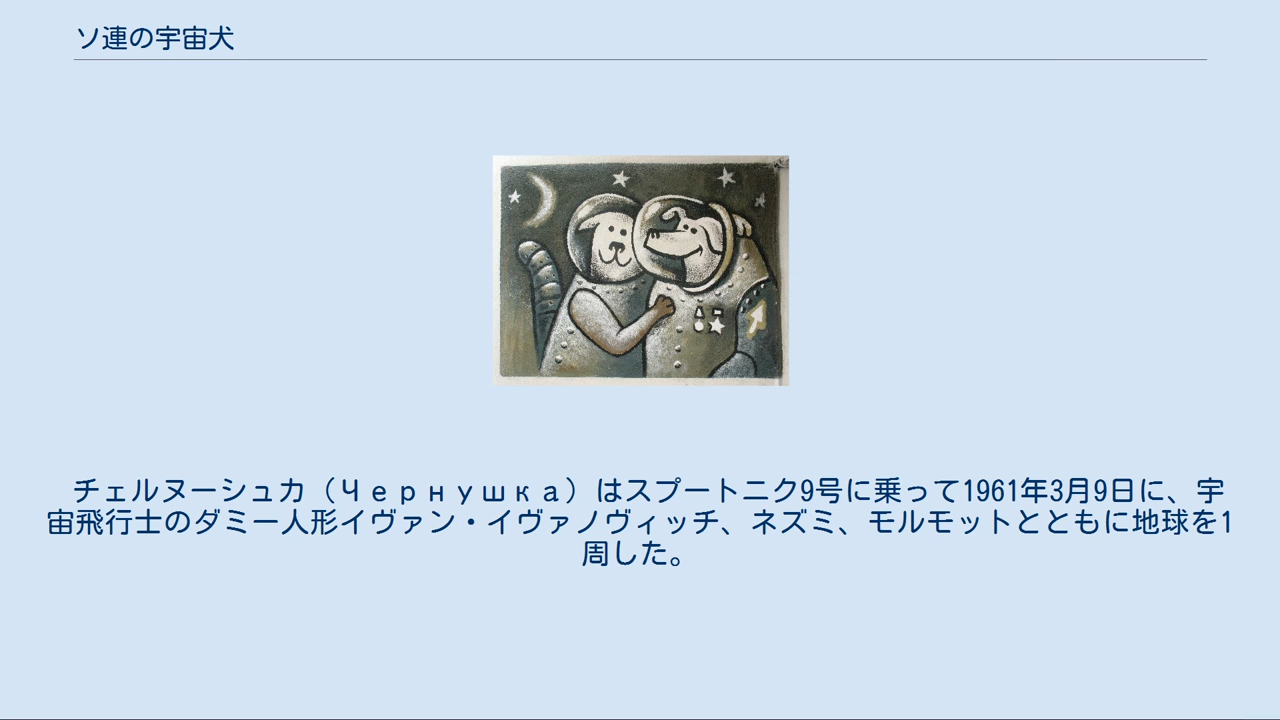 ソ連の宇宙犬
チェルヌーシュカ（Чернушка）はスプートニク9号に乗って1961年3月9日に、宇
宙飛行士のダミー人形イヴァン・イヴァノヴィッチ、ネズミ、モルモットとともに地球を1
周した。